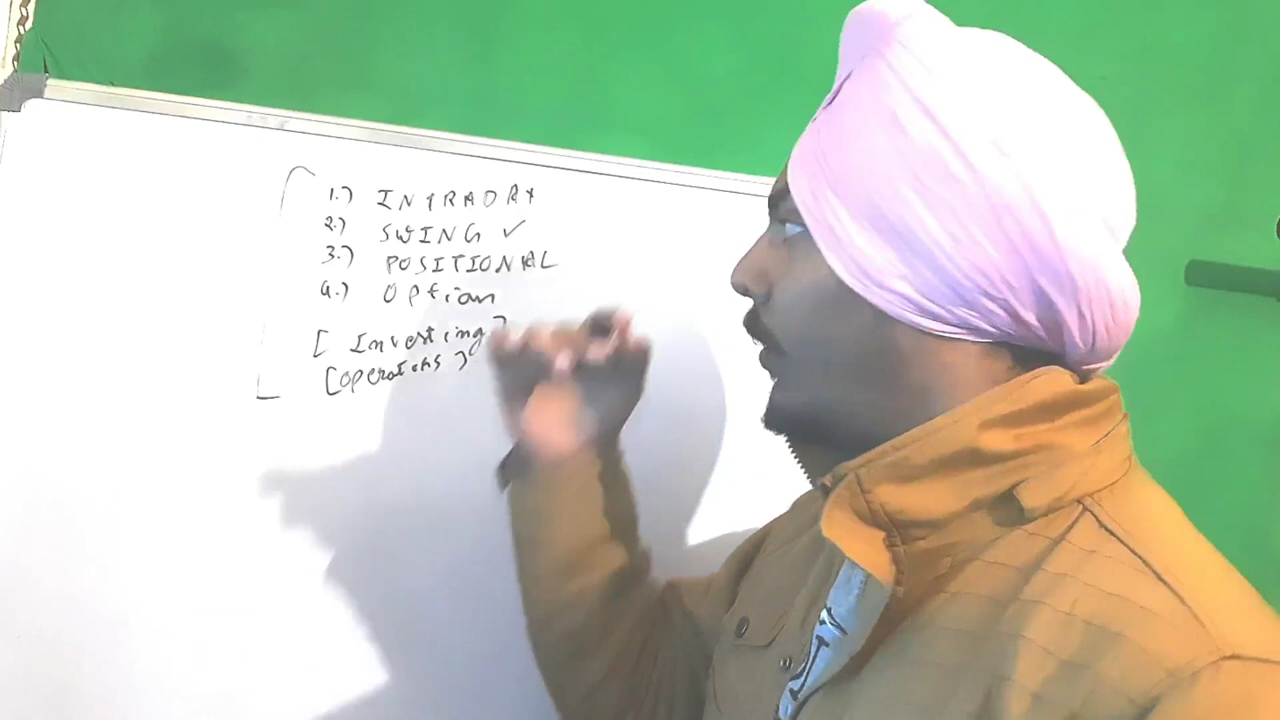 1.) INTRADAY
2.) SWING ✓
3.) POSITIONAL
4.) Option
[Investing]
[Operators]